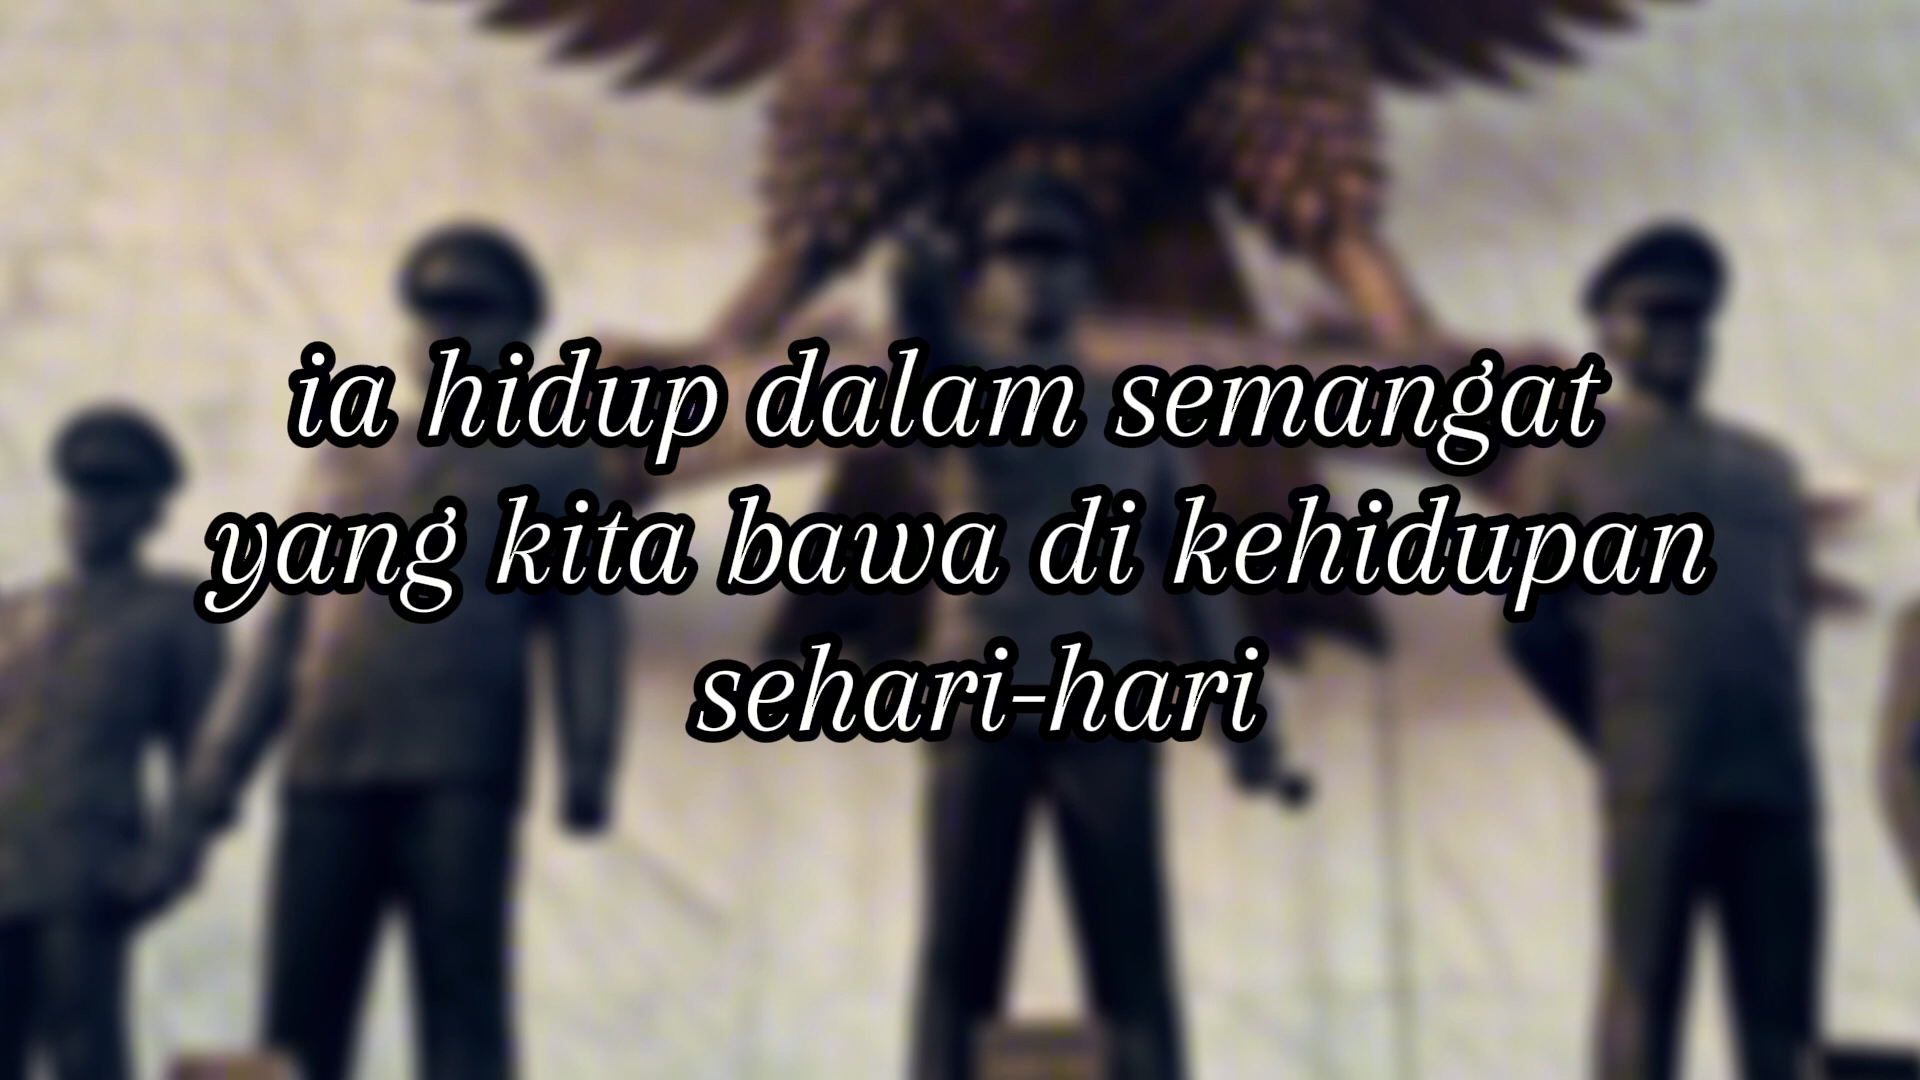 ia hidup dalam semangat
yang kita bawa di kehidupan
sehari-hari